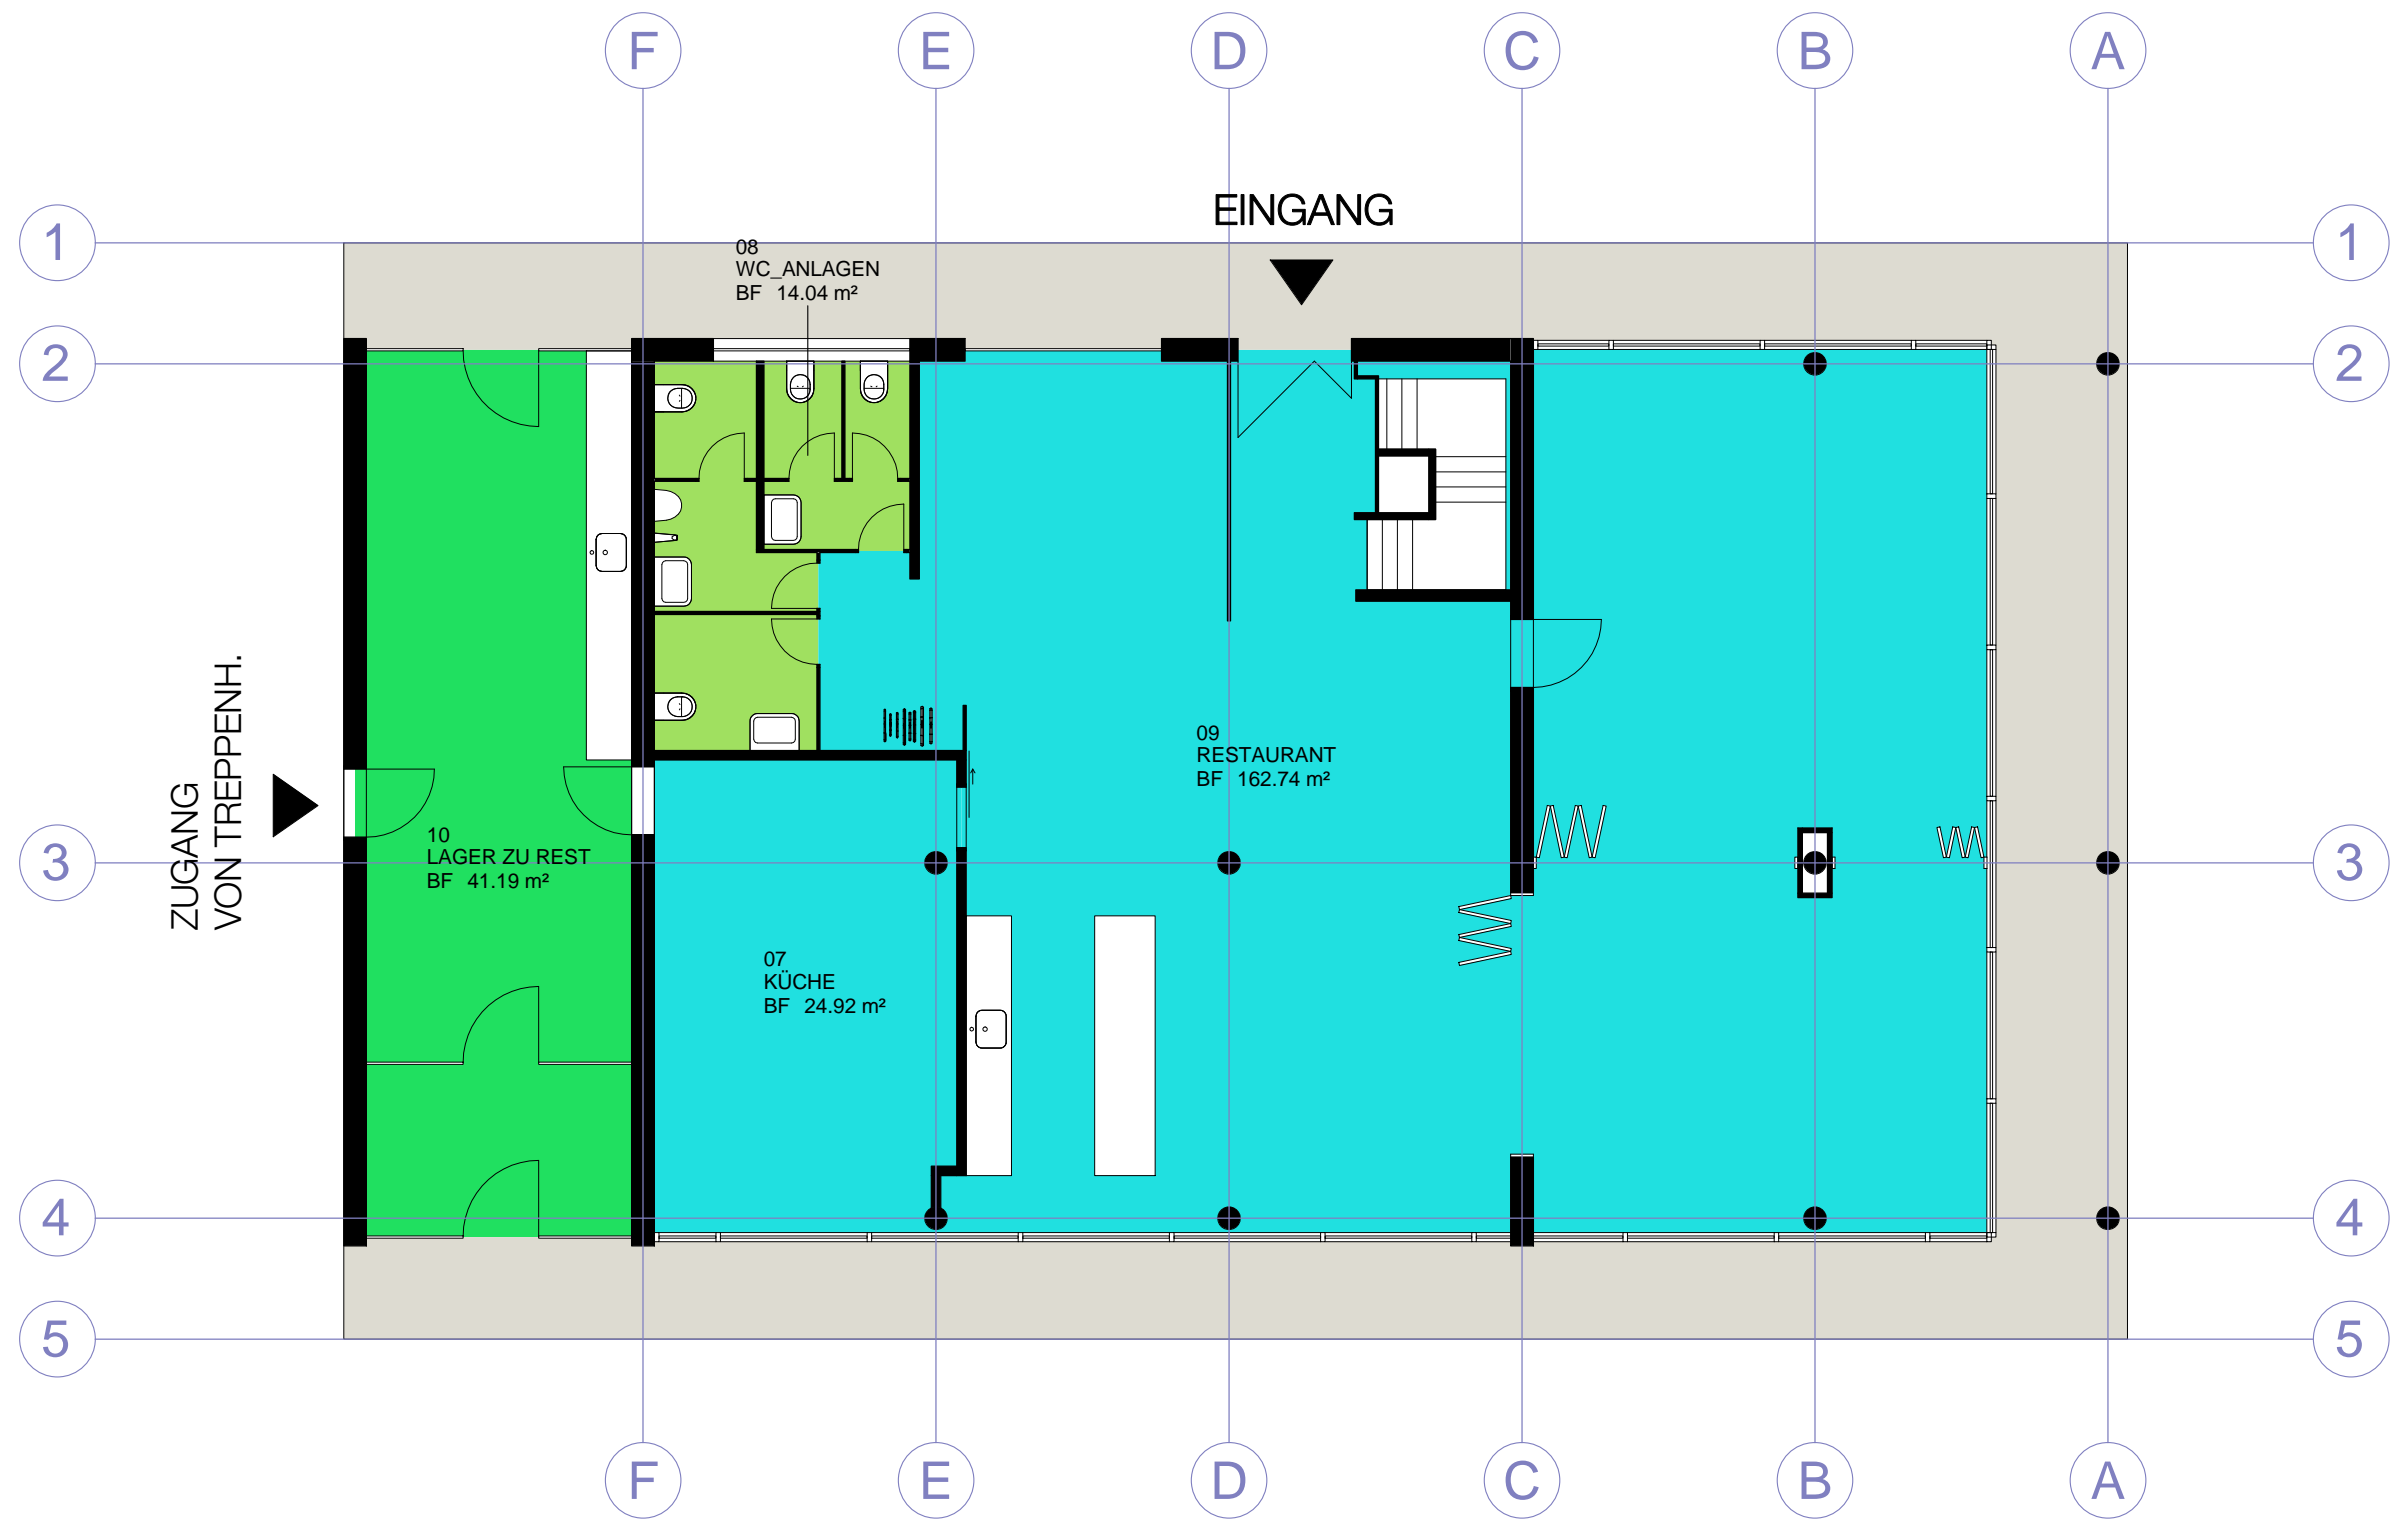 F E D C B A
EINGANG
1 1
08
WC_ANLAGEN
BF 14.04 m²
2 2
09
RESTAURANT
BF 162.74 m²
ZUGANG
VON TREPPENH.
10
LAGER ZU REST
BF 41.19 m²
3 3
07
KÜCHE
BF 24.92 m²
4 4
5 5
F E D C B A